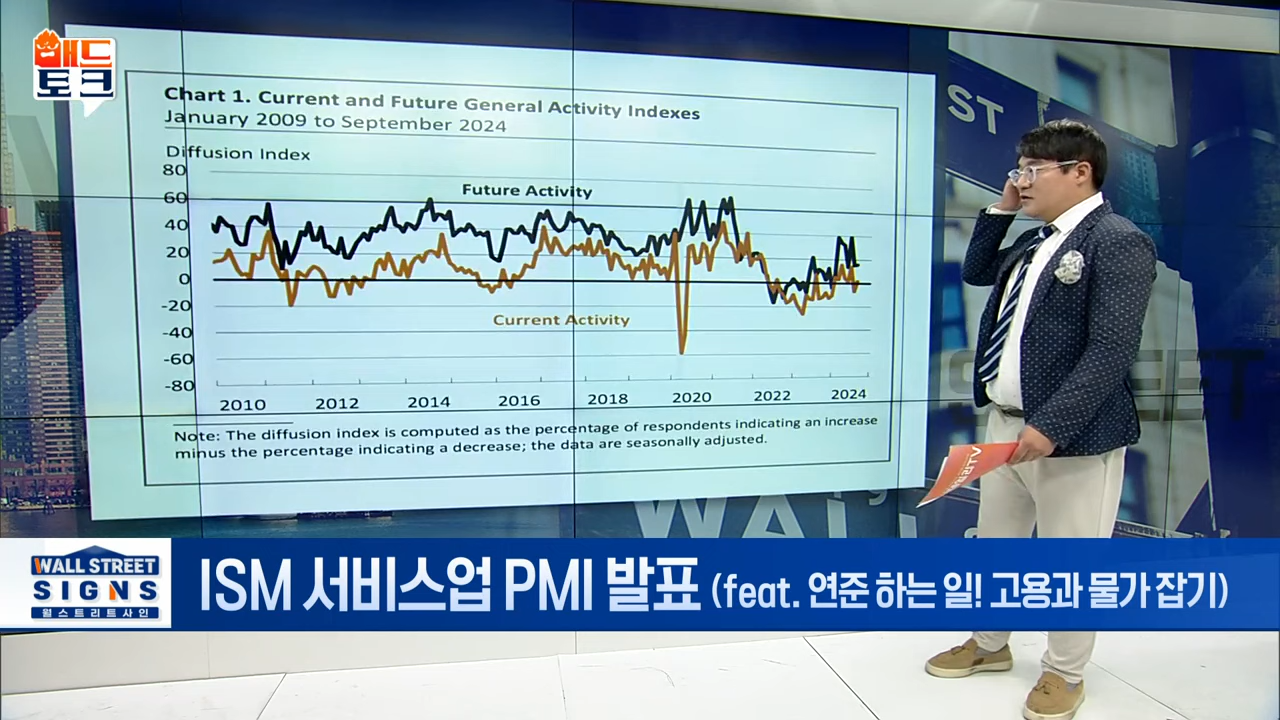 매드
토크
Chart 1. Current and Future General Activity Indexes
January 2009 to September 2024
Diffusion Index
80
60
40
20
0
-20
-40
-60
-80
Future Activity
Current Activity
2010 2012 2014 2016 2018 2020 2022 2024
Note: The diffusion index is computed as the percentage of respondents indicating an increase
minus the percentage indicating a decrease; the data are seasonally adjusted.
ST
WALL
WALL STREET
SIGNS
월스트리트사인
ISM 서비스업 PMI 발표 (feat. 연준 하는 일! 고용과 물가 잡기)